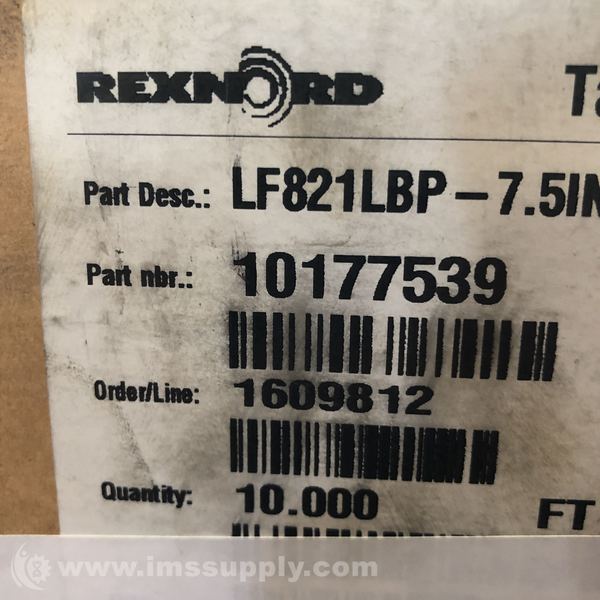 REXNORD Ta
Part Desc.: LF821LBP-7.5IN
Part nbr.: 10177539
Order/Line: 1609812
Quantity: 10.000 FT
www.imssupply.com